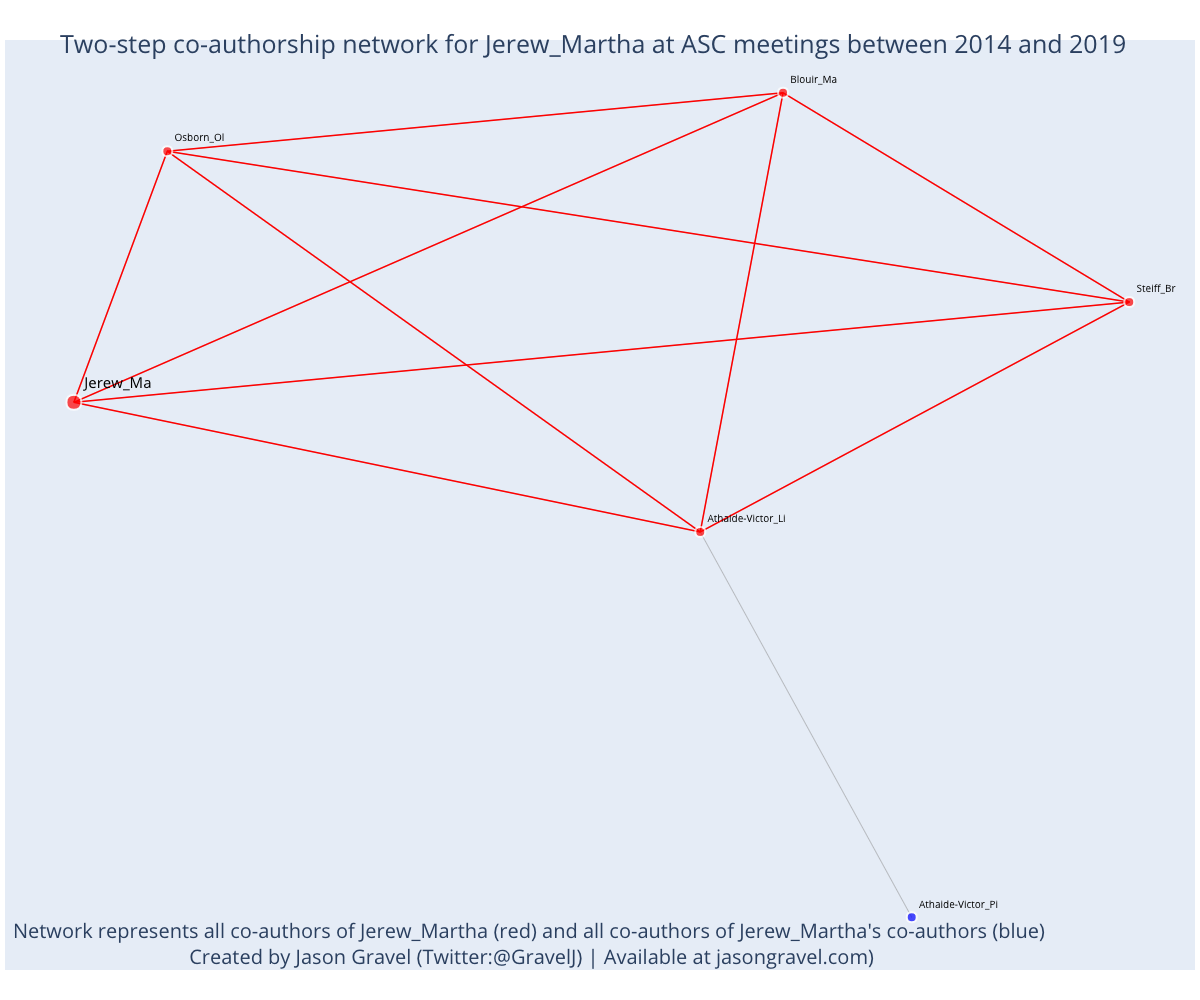 Two-step co-authorship network for Jerew_Martha at ASC meetings between 2014 and 2019
Blouir_Ma
Osborn_Ol
Steiff_Br
Jerew_Ma
Athaide-Victor_Li
Athaide-Victor_Pi
Network represents all co-authors of Jerew_Martha (red) and all co-authors of Jerew_Martha's co-authors (blue)
Created by Jason Gravel (Twitter:@GravelJ) | Available at jasongravel.com)